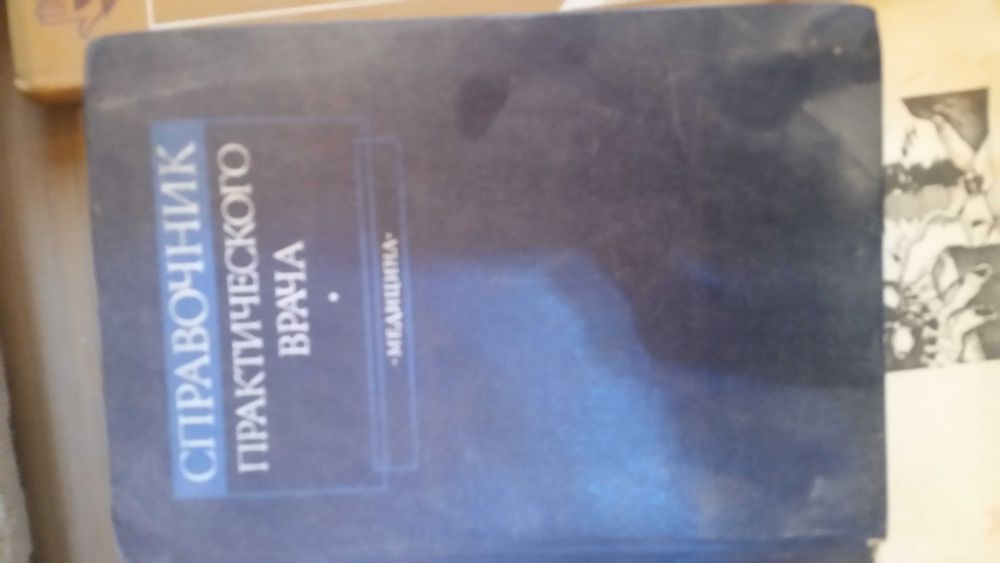 СПРАВОЧНИК
ПРАКТИЧЕСКОГО
ВРАЧА
•
«МЕДИЦИНА»